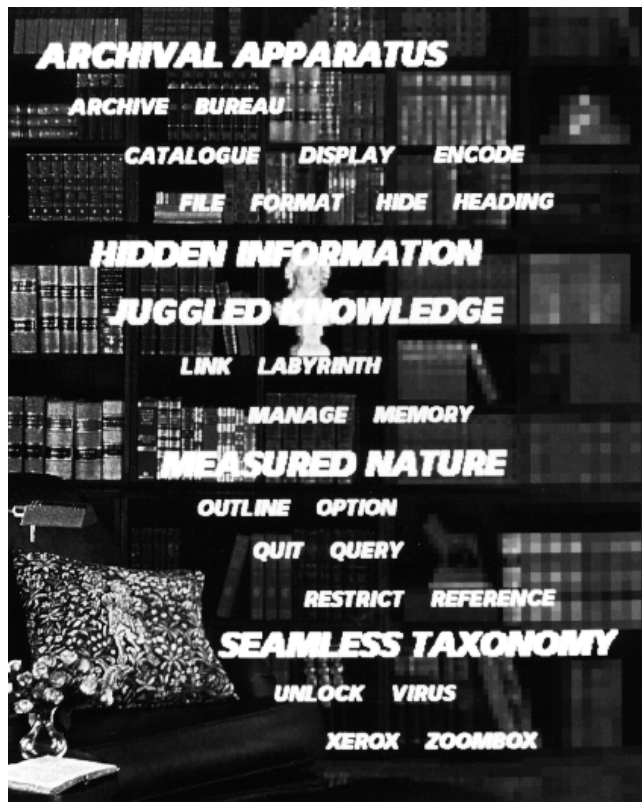 ARCHIVAL APPARATUS
ARCHIVE BUREAU
CATALOGUE DISPLAY ENCODE
FILE FORMAT HIDE HEADING
HIDDEN INFORMATION
JUGGLED KNOWLEDGE
LINK LABYRINTH
MANAGE MEMORY
MEASURED NATURE
OUTLINE OPTION
QUIT QUERY
RESTRICT REFERENCE
SEAMLESS TAXONOMY
UNLOCK VIRUS
XEROX ZOOMBOX